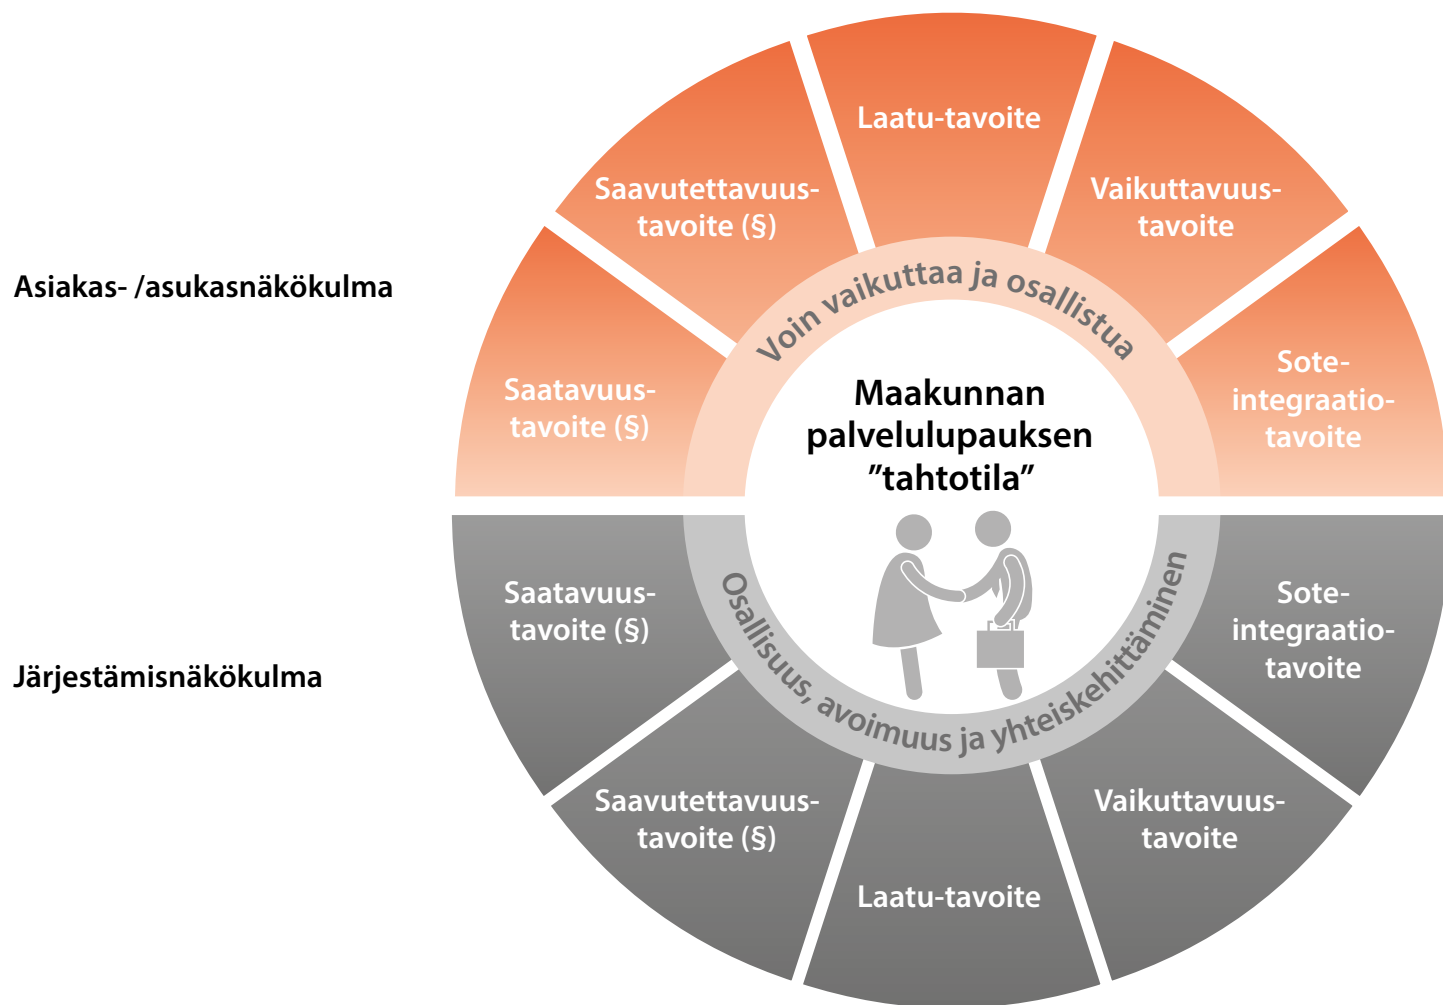 Laatu-tavoite
Saavutettavuus-
tavoite (§)
Vaikuttavuus-
tavoite
Asiakas- /asukasnäkökulma
Saatavuus-
tavoite (§)
Sote-
integraatio-
tavoite
Voin vaikuttaa ja osallistua
Maakunnan
palvelulupauksen
”tahtotila”
Osallisuus, avoimuus ja yhteiskehittäminen
Järjestämisnäkökulma
Saatavuus-
tavoite (§)
Sote-
integraatio-
tavoite
Saavutettavuus-
tavoite (§)
Vaikuttavuus-
tavoite
Laatu-tavoite